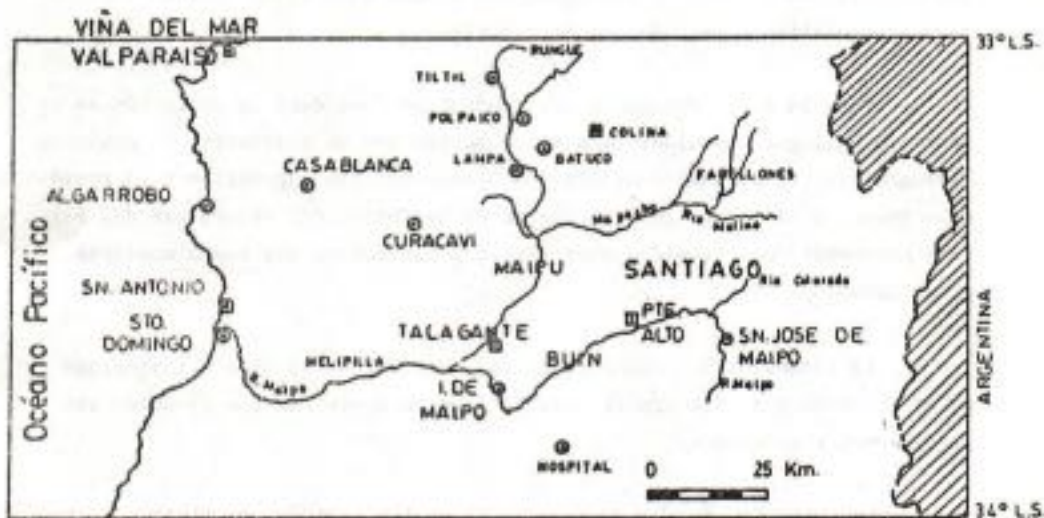 VIÑA DEL MAR
VALPARAISO
33° L.S.
RUNGUE
TILTIL
POLPAICO
COLINA
LAMPA
BATUCO
CASABLANCA
PABELLONES
ALGARROBO
Mapocho
Rio Molina
CURACAVI
MAIPU
SANTIAGO
Rio Colorado
Océano Pacífico
SN. ANTONIO
PTE
ALTO
STO.
DOMINGO
TALAGANTE
SN. JOSE DE
MAIPO
BUIN
MELIPILLA
R. Maipo
I. DE
MAIPO
R. Maipo
ARGENTINA
HOSPITAL
0 25 Km.
34° L.S.